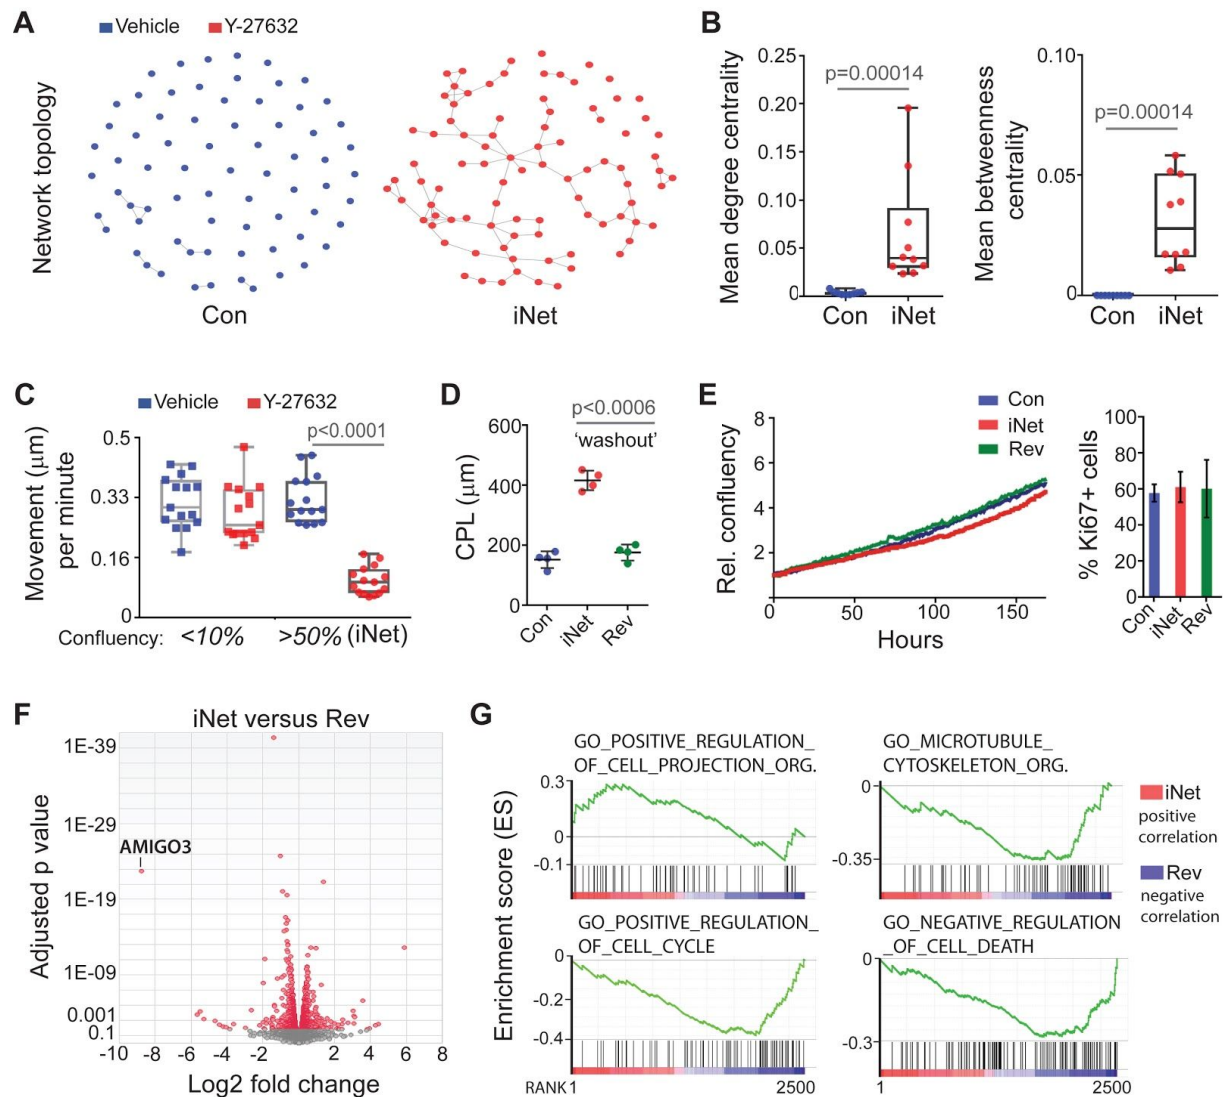 A
Vehicle
Y-27632
Network topology
Con
iNet
B
0.25
0.20
0.15
0.10
0.05
0
Mean degree centrality
p=0.00014
Con
iNet
0.10
0.05
0
Mean betweenness
centrality
p=0.00014
Con
iNet
C
Vehicle
Y-27632
p<0.0001
0.5
0.33
0.16
0
Movement (μm)
per minute
Confluency:
<10%
>50% (iNet)
D
p<0.0006
'washout'
600
400
200
0
CPL (μm)
Con
iNet
Rev
E
Con
iNet
Rev
8
6
4
2
Rel. confluency
0
50
100
150
Hours
100
80
60
40
20
0
% Ki67+ cells
Con
iNet
Rev
F
iNet versus Rev
1E-39
1E-29
1E-19
1E-09
0.001
0.1
Adjusted p value
AMIGO3
-10
-8
-6
-4
-2
0
2
4
6
8
Log2 fold change
G
Enrichment score (ES)
GO_POSITIVE_REGULATION_
OF_CELL_PROJECTION_ORG.
0.3
0
-0.1
GO_MICROTUBULE_
CYTOSKELETON_ORG.
0
-0.35
iNet
positive
correlation
Rev
negative
correlation
GO_POSITIVE_REGULATION_
OF_CELL_CYCLE
0
-0.2
-0.4
RANK 1
2500
GO_NEGATIVE_REGULATION
_OF_CELL_DEATH
0
-0.3
1
2500